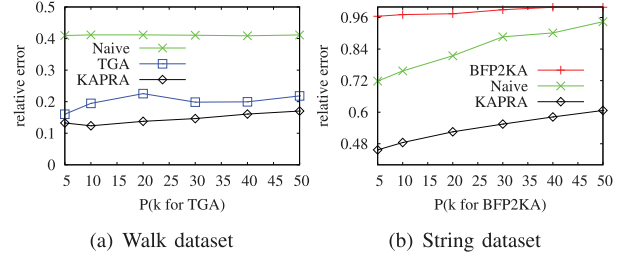 0.5
0.4
0.3
0.2
0.1
0
relative error
Naive
TGA
KAPRA
5 10 15 20 25 30 35 40 45 50
P(k for TGA)
(a) Walk dataset
0.96
0.84
0.72
0.6
0.48
relative error
BFP2KA
Naive
KAPRA
5 10 15 20 25 30 35 40 45 50
P(k for BFP2KA)
(b) String dataset